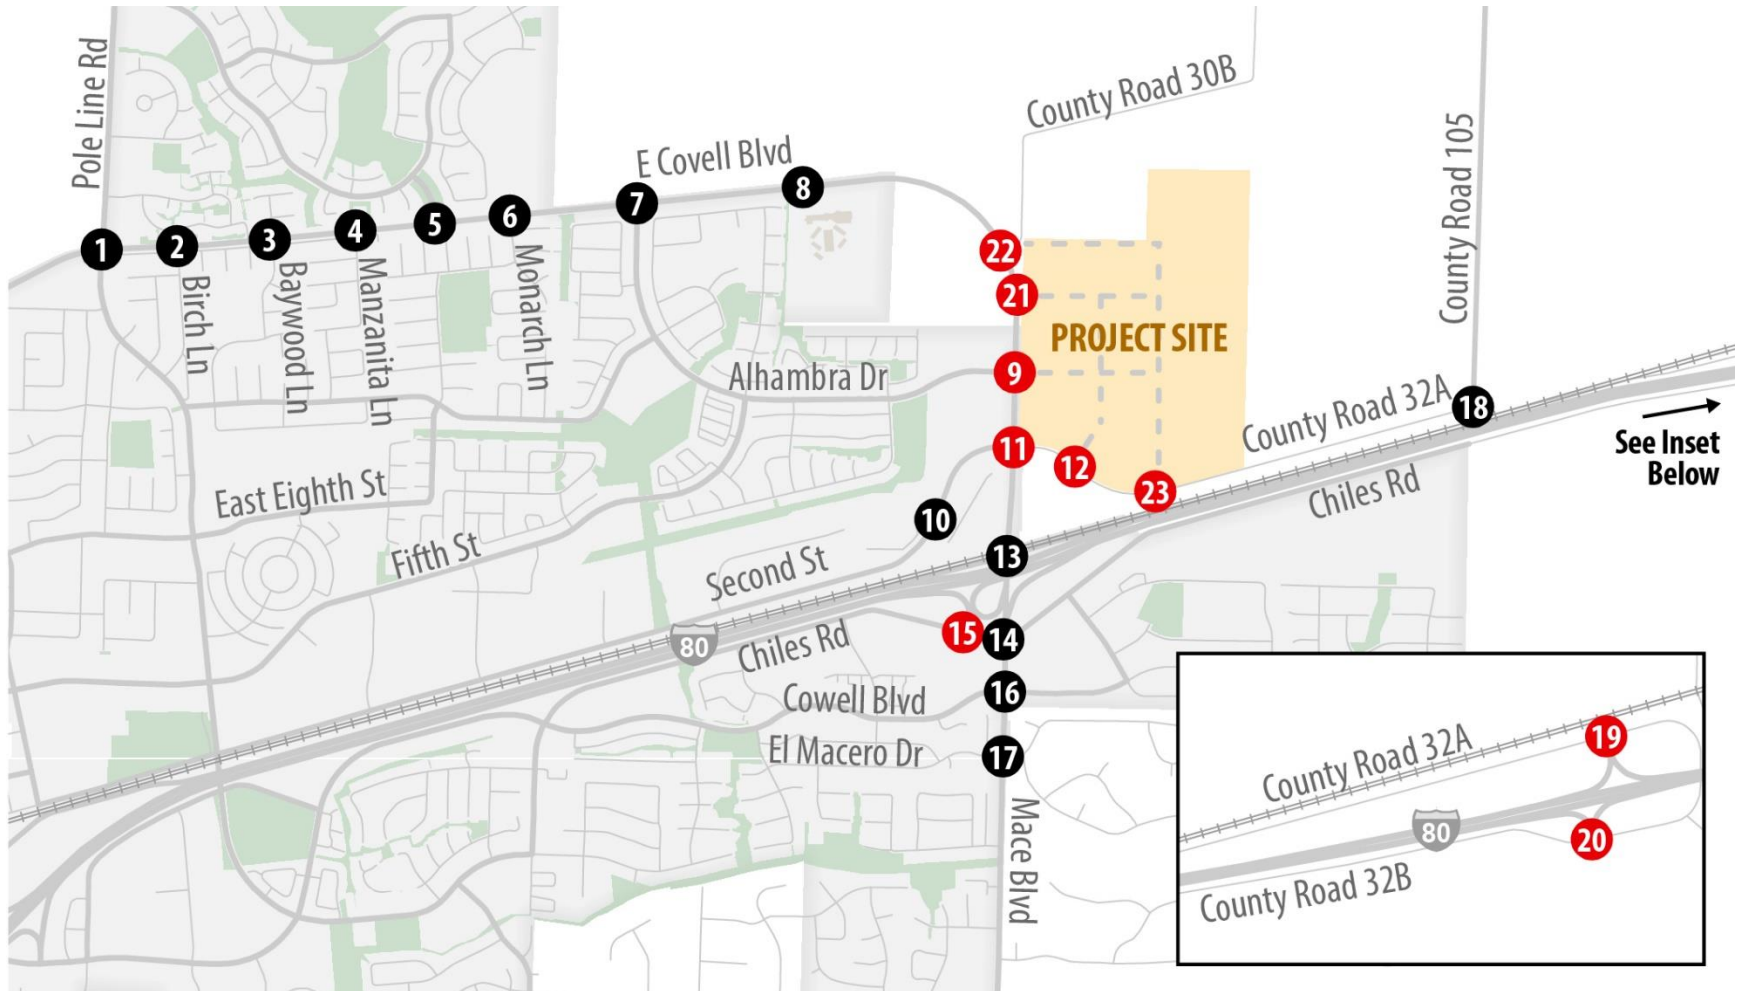 Pole Line Rd
County Road 30B
County Road 105
E Covell Blvd
1
2
3
4
5
6
7
8
22
21
Birch Ln
Baywood Ln
Manzanita Ln
Monarch Ln
PROJECT SITE
Alhambra Dr
9
County Road 32A
18
See Inset
Below
11
12
23
East Eighth St
Chiles Rd
10
Fifth St
Second St
13
80
Chiles Rd
15
14
Cowell Blvd
16
El Macero Dr
17
Mace Blvd
County Road 32A
19
80
20
County Road 32B